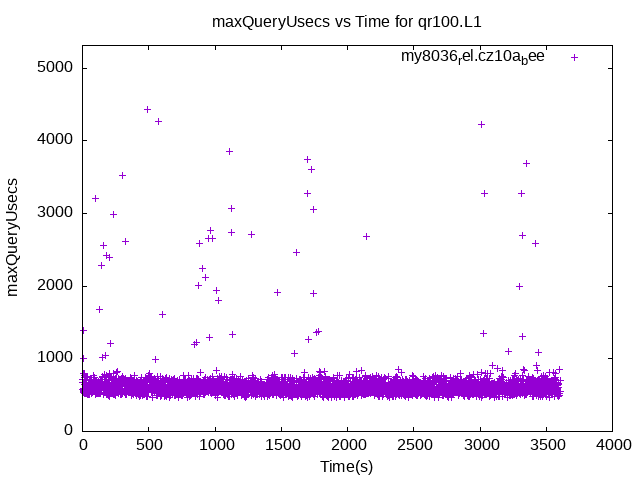 maxQueryUsecs vs Time for qr100.L1
my8036rel.cz10abee
maxQueryUsecs
5000
4000
3000
2000
1000
0
0 500 1000 1500 2000 2500 3000 3500 4000
Time(s)